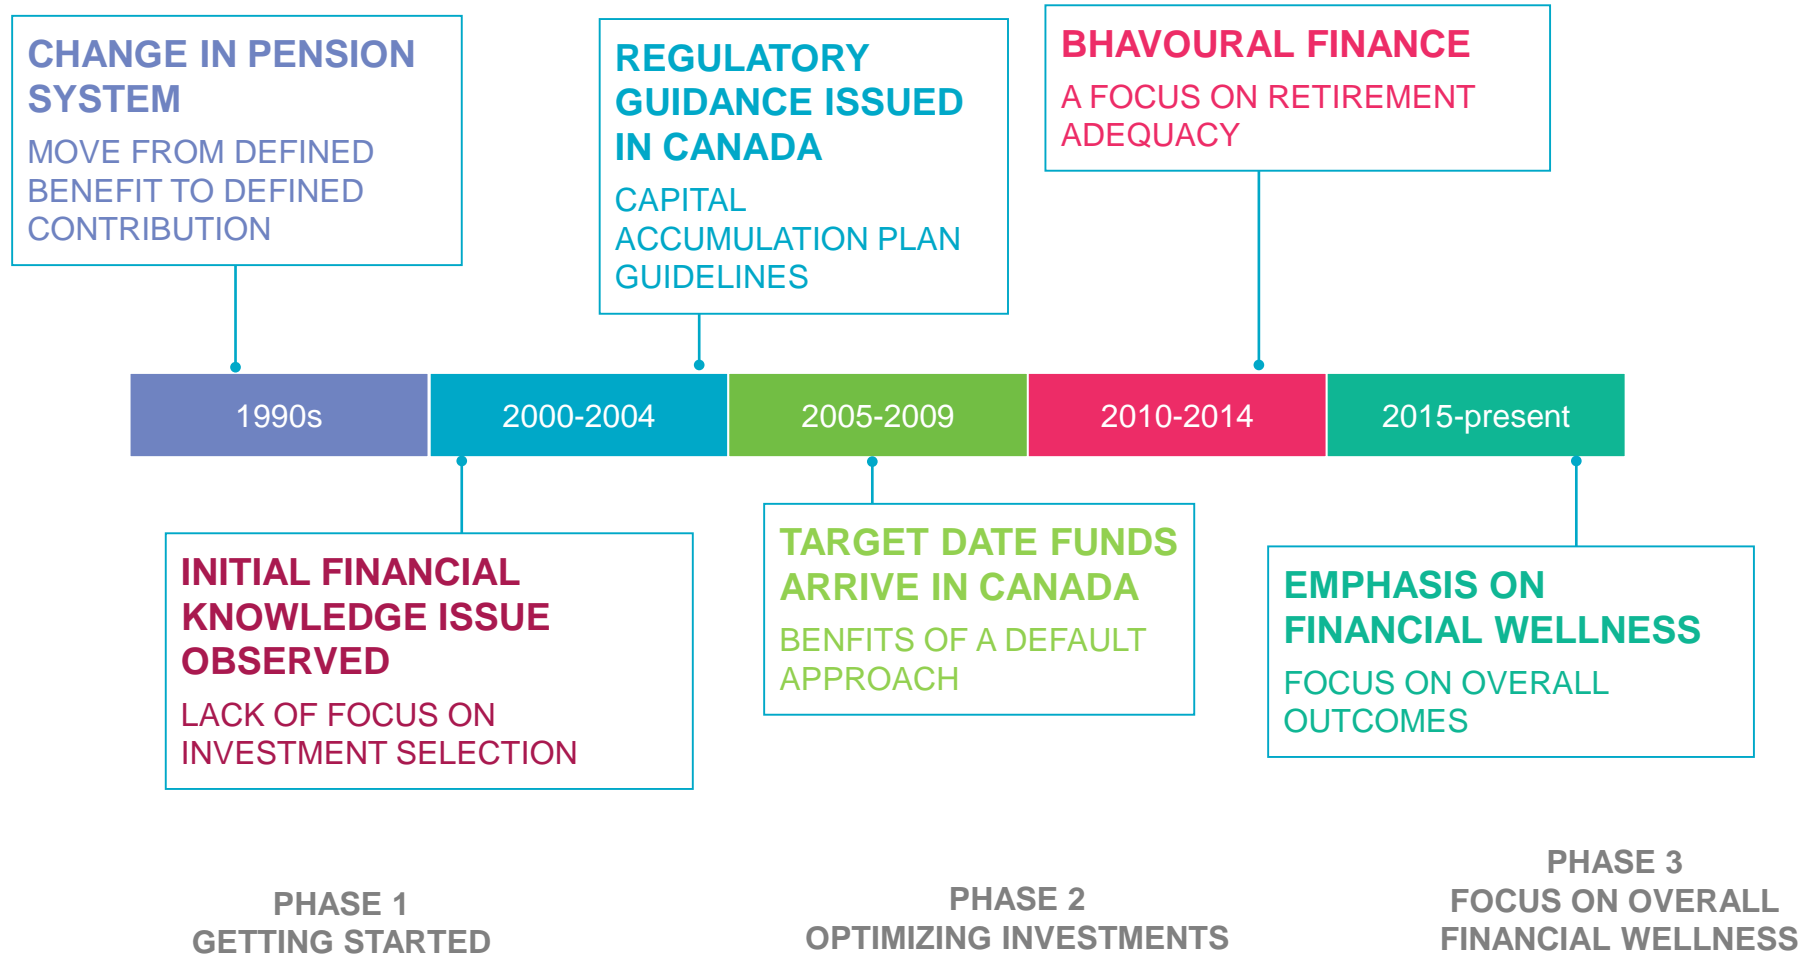 CHANGE IN PENSION
SYSTEM
MOVE FROM DEFINED
BENEFIT TO DEFINED
CONTRIBUTION
REGULATORY
GUIDANCE ISSUED
IN CANADA
CAPITAL
ACCUMULATION PLAN
GUIDELINES
BHAVOURAL FINANCE
A FOCUS ON RETIREMENT
ADEQUACY
1990s
2000-2004
2005-2009
2010-2014
2015-present
INITIAL FINANCIAL
KNOWLEDGE ISSUE
OBSERVED
LACK OF FOCUS ON
INVESTMENT SELECTION
TARGET DATE FUNDS
ARRIVE IN CANADA
BENFITS OF A DEFAULT
APPROACH
EMPHASIS ON
FINANCIAL WELLNESS
FOCUS ON OVERALL
OUTCOMES
PHASE 1
GETTING STARTED
PHASE 2
OPTIMIZING INVESTMENTS
PHASE 3
FOCUS ON OVERALL
FINANCIAL WELLNESS